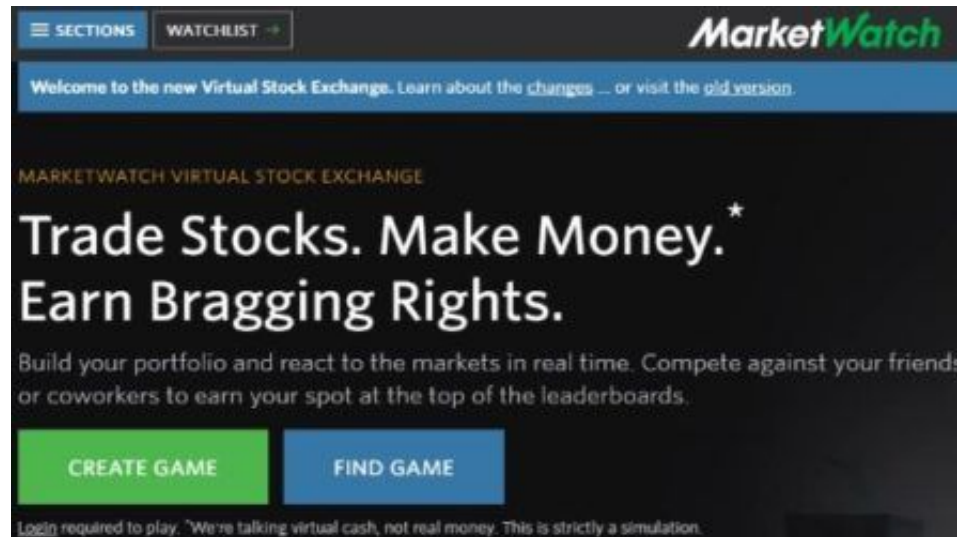 SECTIONS WATCHLIST → MarketWatch
Welcome to the new Virtual Stock Exchange. Learn about the changes ... or visit the old version.
MARKETWATCH VIRTUAL STOCK EXCHANGE
Trade Stocks. Make Money.*
Earn Bragging Rights.
Build your portfolio and react to the markets in real time. Compete against your friends
or coworkers to earn your spot at the top of the leaderboards.
CREATE GAME FIND GAME
Login required to play. *We're talking virtual cash, not real money. This is strictly a simulation.